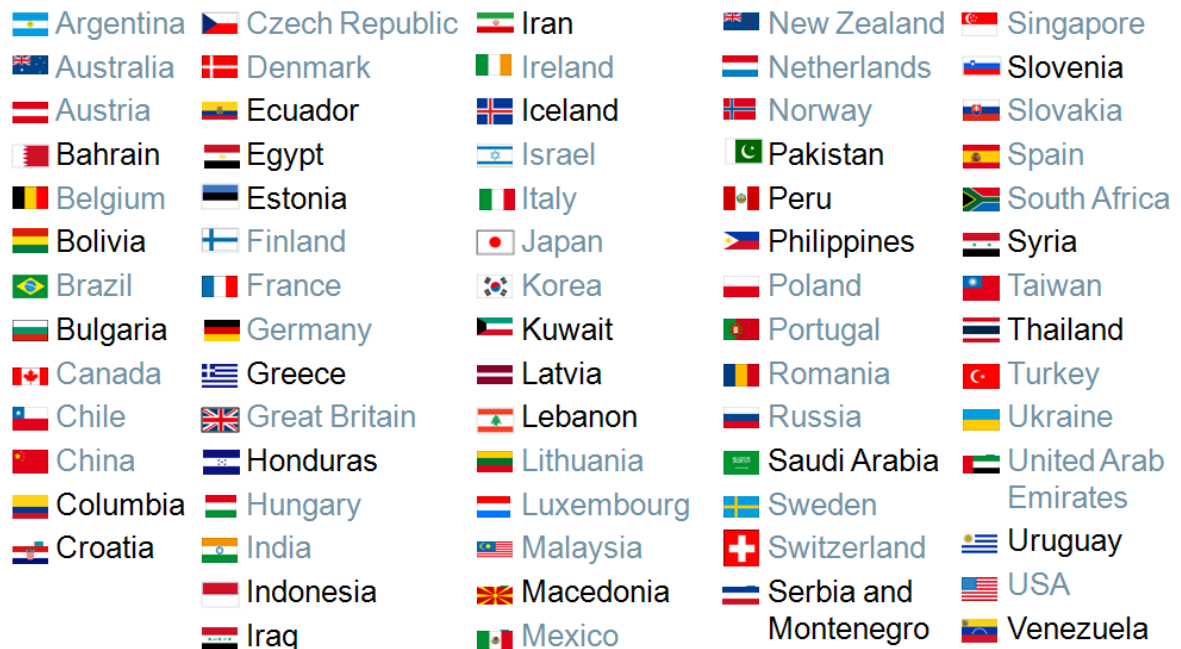 Argentina
Australia
Austria
Bahrain
Belgium
Bolivia
Brazil
Bulgaria
Canada
Chile
China
Columbia
Croatia
Czech Republic
Denmark
Ecuador
Egypt
Estonia
Finland
France
Germany
Greece
Great Britain
Honduras
Hungary
India
Indonesia
Iraq
Iran
Ireland
Iceland
Israel
Italy
Japan
Korea
Kuwait
Latvia
Lebanon
Lithuania
Luxembourg
Malaysia
Macedonia
Mexico
New Zealand
Netherlands
Norway
Pakistan
Peru
Philippines
Poland
Portugal
Romania
Russia
Saudi Arabia
Sweden
Switzerland
Serbia and
Montenegro
Singapore
Slovenia
Slovakia
Spain
South Africa
Syria
Taiwan
Thailand
Turkey
Ukraine
United Arab
Emirates
Uruguay
USA
Venezuela